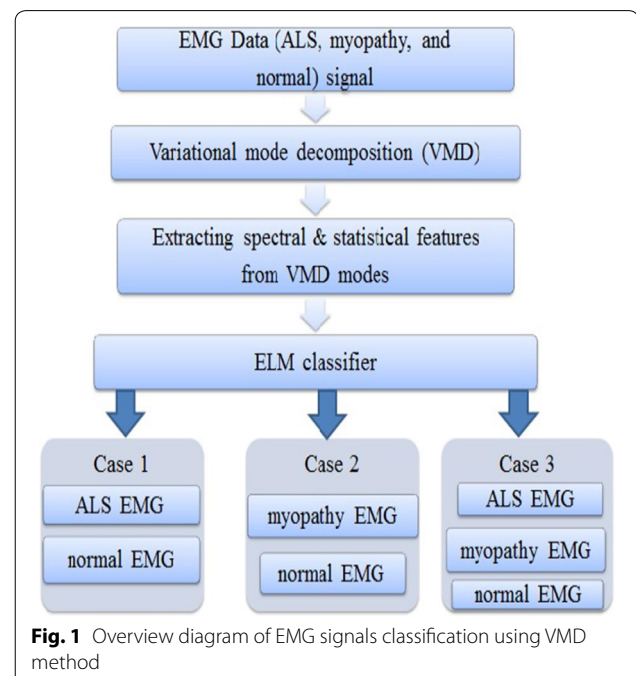 EMG Data (ALS, myopathy, and
normal) signal
Variational mode decomposition (VMD)
Extracting spectral & statistical features
from VMD modes
ELM classifier
Case 1
ALS EMG
normal EMG
Case 2
myopathy EMG
normal EMG
Case 3
ALS EMG
myopathy EMG
normal EMG
Fig. 1 Overview diagram of EMG signals classification using VMD
method